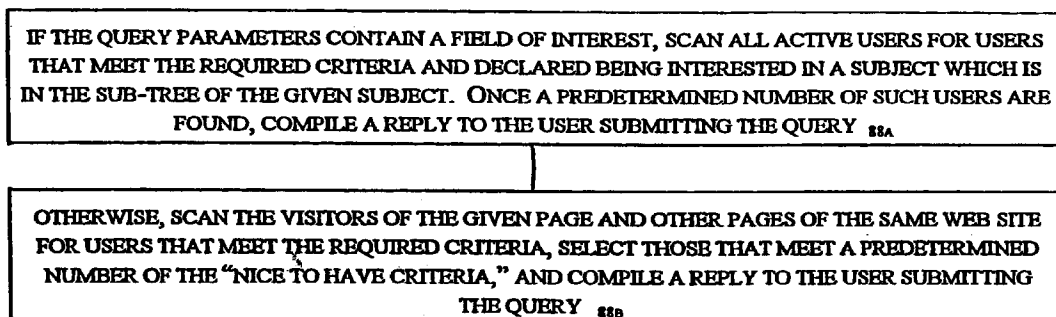 IF THE QUERY PARAMETERS CONTAIN A FIELD OF INTEREST, SCAN ALL ACTIVE USERS FOR USERS
THAT MEET THE REQUIRED CRITERIA AND DECLARED BEING INTERESTED IN A SUBJECT WHICH IS
IN THE SUB-TREE OF THE GIVEN SUBJECT. ONCE A PREDETERMINED NUMBER OF SUCH USERS ARE
FOUND, COMPILE A REPLY TO THE USER SUBMITTING THE QUERY 88A
OTHERWISE, SCAN THE VISITORS OF THE GIVEN PAGE AND OTHER PAGES OF THE SAME WEB SITE
FOR USERS THAT MEET THE REQUIRED CRITERIA, SELECT THOSE THAT MEET A PREDETERMINED
NUMBER OF THE “NICE TO HAVE CRITERIA,” AND COMPILE A REPLY TO THE USER SUBMITTING
THE QUERY 88B